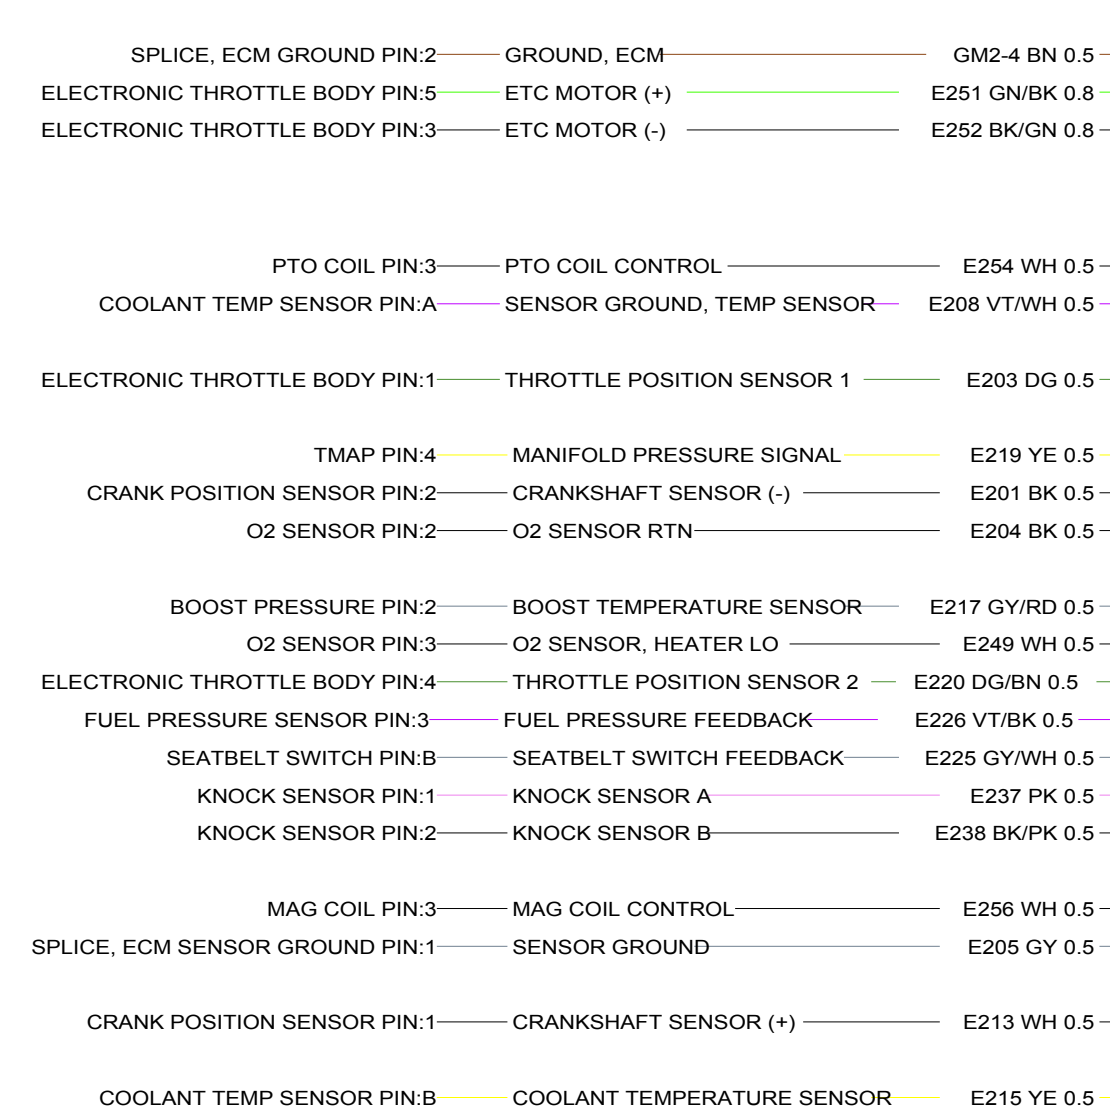 SPLICE, ECM GROUND PIN:2 GROUND, ECM GM2-4 BN 0.5
ELECTRONIC THROTTLE BODY PIN:5 ETC MOTOR (+) E251 GN/BK 0.8
ELECTRONIC THROTTLE BODY PIN:3 ETC MOTOR (-) E252 BK/GN 0.8
PTO COIL PIN:3 PTO COIL CONTROL E254 WH 0.5
COOLANT TEMP SENSOR PIN:A SENSOR GROUND, TEMP SENSOR E208 VT/WH 0.5
ELECTRONIC THROTTLE BODY PIN:1 THROTTLE POSITION SENSOR 1 E203 DG 0.5
TMAP PIN:4 MANIFOLD PRESSURE SIGNAL E219 YE 0.5
CRANK POSITION SENSOR PIN:2 CRANKSHAFT SENSOR (-) E201 BK 0.5
O2 SENSOR PIN:2 O2 SENSOR RTN E204 BK 0.5
BOOST PRESSURE PIN:2 BOOST TEMPERATURE SENSOR E217 GY/RD 0.5
O2 SENSOR PIN:3 O2 SENSOR, HEATER LO E249 WH 0.5
ELECTRONIC THROTTLE BODY PIN:4 THROTTLE POSITION SENSOR 2 E220 DG/BN 0.5
FUEL PRESSURE SENSOR PIN:3 FUEL PRESSURE FEEDBACK E226 VT/BK 0.5
SEATBELT SWITCH PIN:B SEATBELT SWITCH FEEDBACK E225 GY/WH 0.5
KNOCK SENSOR PIN:1 KNOCK SENSOR A E237 PK 0.5
KNOCK SENSOR PIN:2 KNOCK SENSOR B E238 BK/PK 0.5
MAG COIL PIN:3 MAG COIL CONTROL E256 WH 0.5
SPLICE, ECM SENSOR GROUND PIN:1 SENSOR GROUND E205 GY 0.5
CRANK POSITION SENSOR PIN:1 CRANKSHAFT SENSOR (+) E213 WH 0.5
COOLANT TEMP SENSOR PIN:B COOLANT TEMPERATURE SENSOR E215 YE 0.5